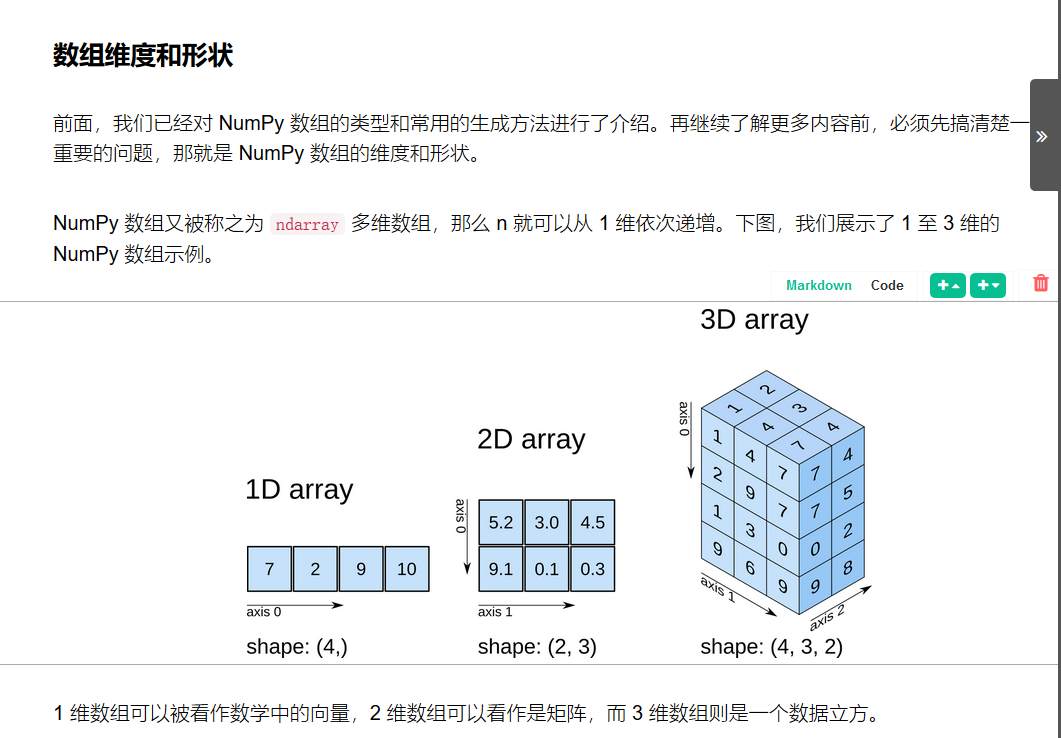 数组维度和形状
前面，我们已经对 NumPy 数组的类型和常用的生成方法进行了介绍。再继续了解更多内容前，必须先搞清楚一
重要的问题，那就是 NumPy 数组的维度和形状。
NumPy 数组又被称之为 ndarray 多维数组，那么 n 就可以从 1 维依次递增。下图，我们展示了 1 至 3 维的
NumPy 数组示例。
Markdown Code
3D array
2D array
1D array
axis 0
7 2 9 10
axis 0
shape: (4,)
5.2 3.0 4.5
9.1 0.1 0.3
axis 1
shape: (2, 3)
axis 0
2
1 3
4 4
7
1 4 7 7 4
2 9 7 7 5
1 3 0 0 2
9 6 9 9 8
axis 1
axis 2
shape: (4, 3, 2)
1 维数组可以被看作数学中的向量，2 维数组可以看作是矩阵，而 3 维数组则是一个数据立方。